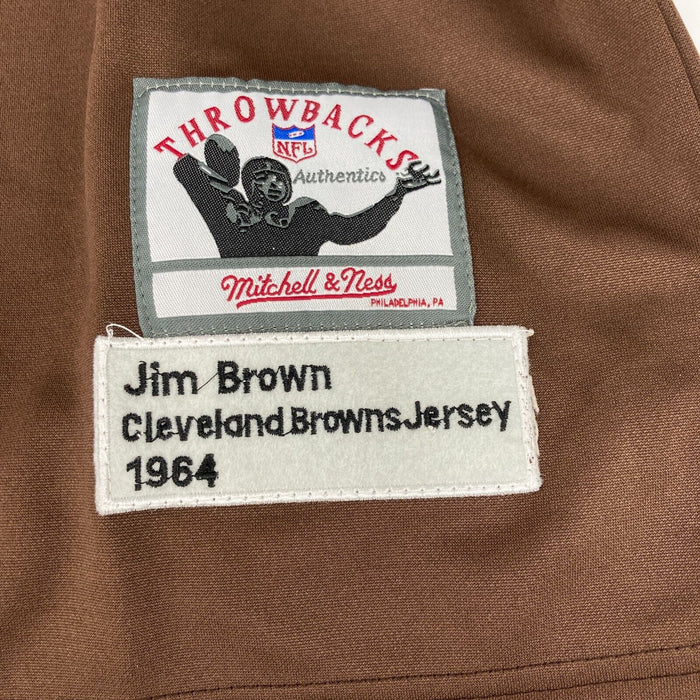 THROWBACKS
NFL
Authentics
Mitchell & Ness
PHILADELPHIA, PA
Jim Brown
Cleveland Browns Jersey
1964